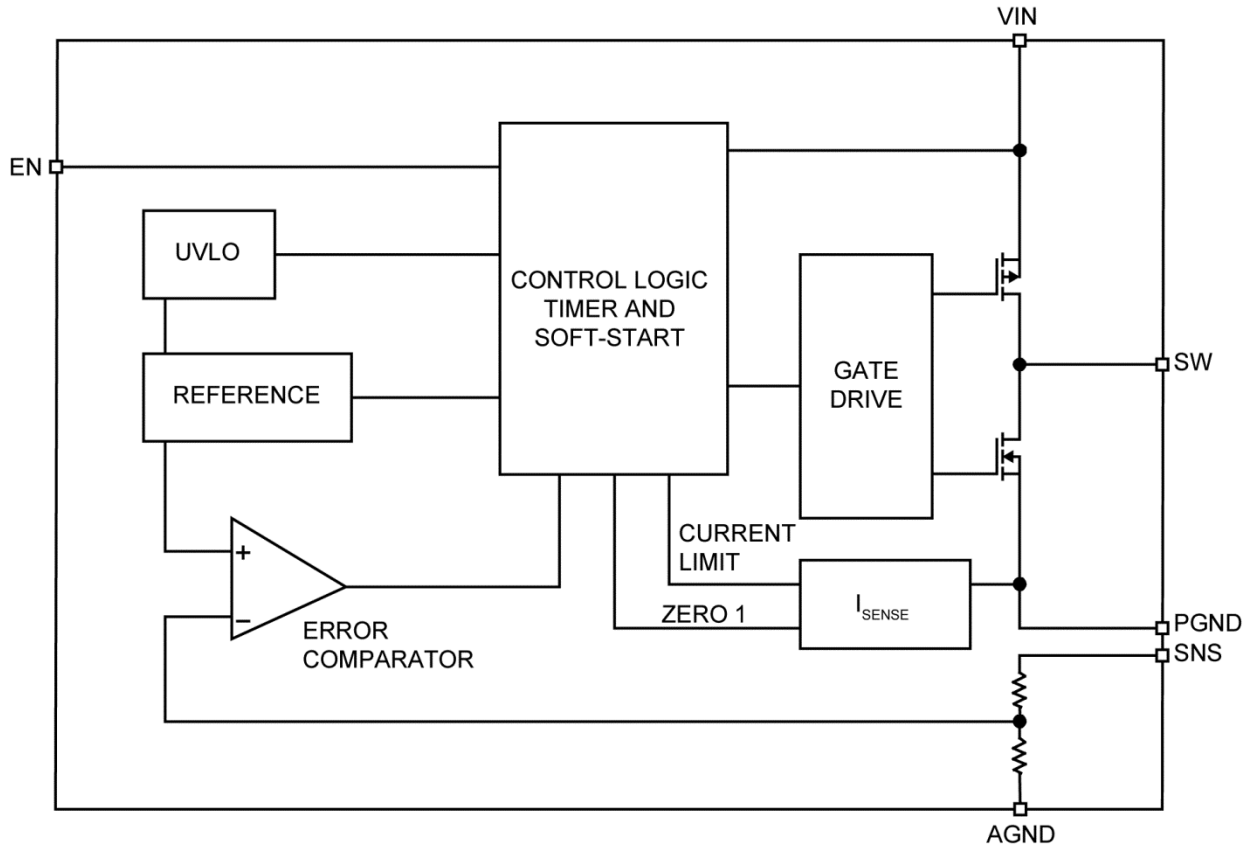 VIN
EN
UVLO
CONTROL LOGIC
TIMER AND
SOFT-START
REFERENCE
GATE
DRIVE
SW
+
−
ERROR
COMPARATOR
CURRENT
LIMIT
ZERO 1
ISENSE
PGND
SNS
AGND